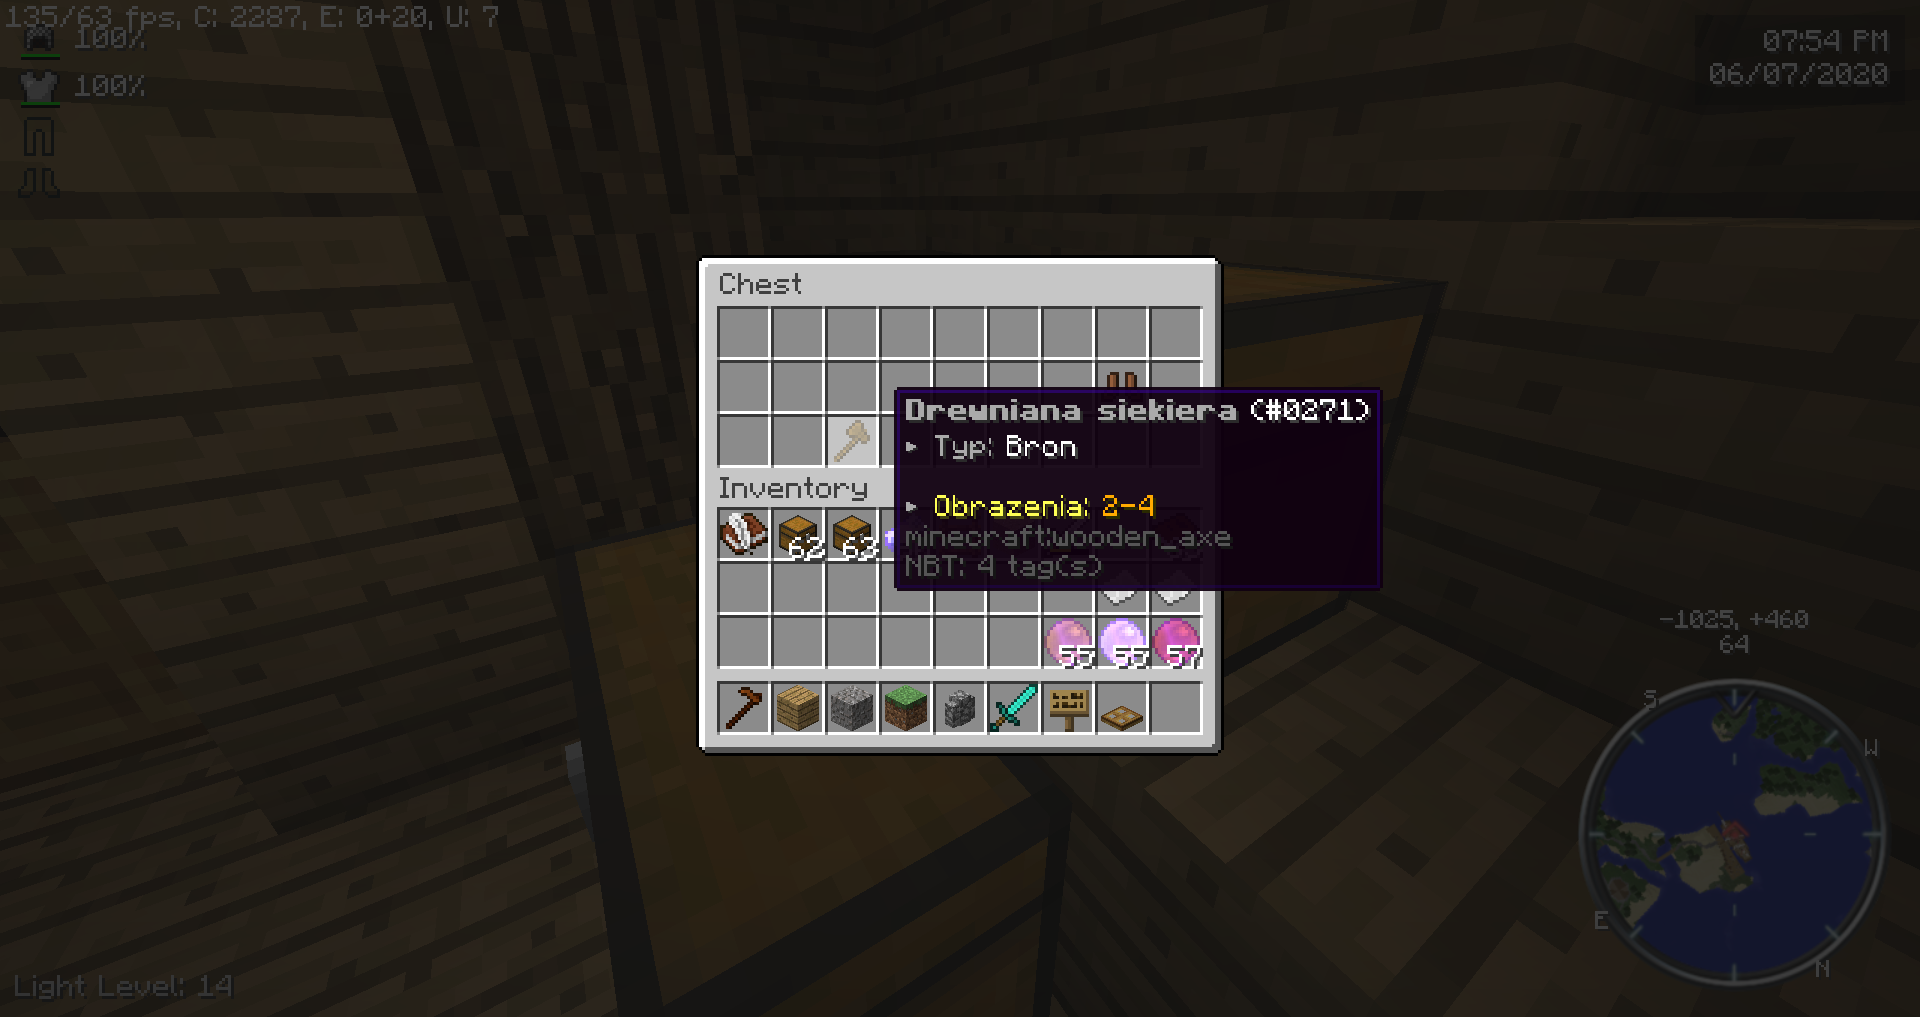 135/63 fps, C: 2287, E: 0+20, U: 7
100%
100%
07:54 PM
06/07/2020
Chest
Drewniana siekiera (#0271)
▸ Typ: Bron
▸ Obrazenia: 2-4
minecraft:wooden_axe
NBT: 4 tag(s)
Inventory
62
63
55
55
57
-1025, +460
64
S
W
E
N
Light Level: 14